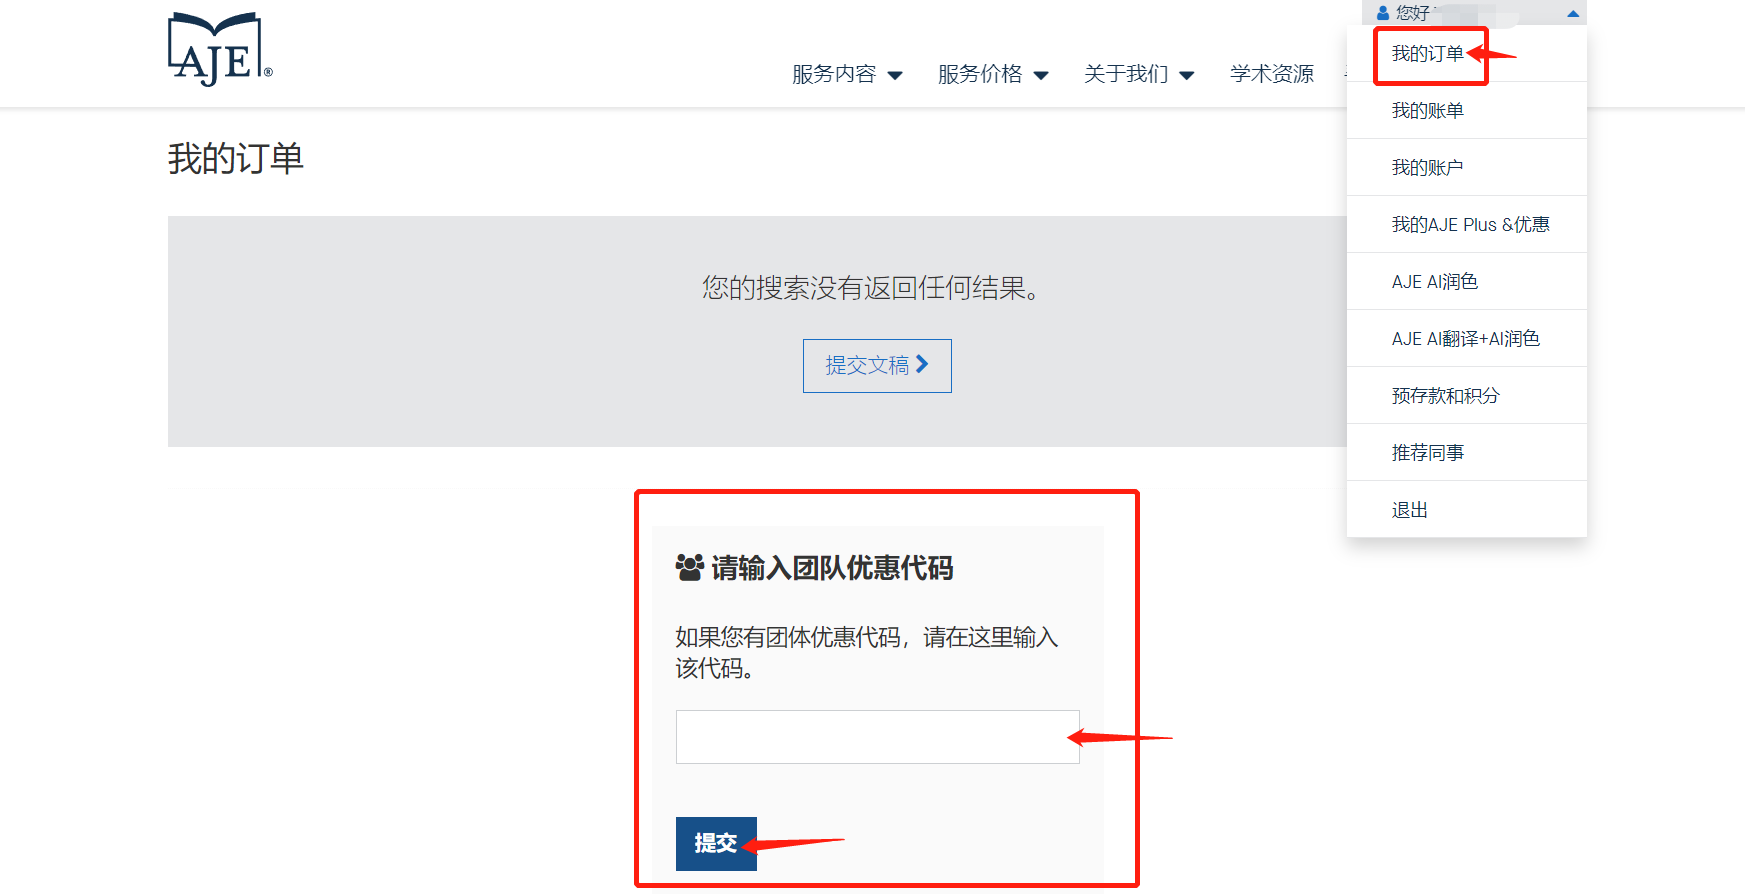 AJE®
您好
服务内容
服务价格
关于我们
学术资源
我的订单
我的账单
我的账户
我的AJE Plus &优惠
AJE AI润色
AJE AI翻译+AI润色
预存款和积分
推荐同事
退出
我的订单
您的搜索没有返回任何结果。
提交文稿
请输入团队优惠代码
如果您有团体优惠代码，请在这里输入
该代码。
提交